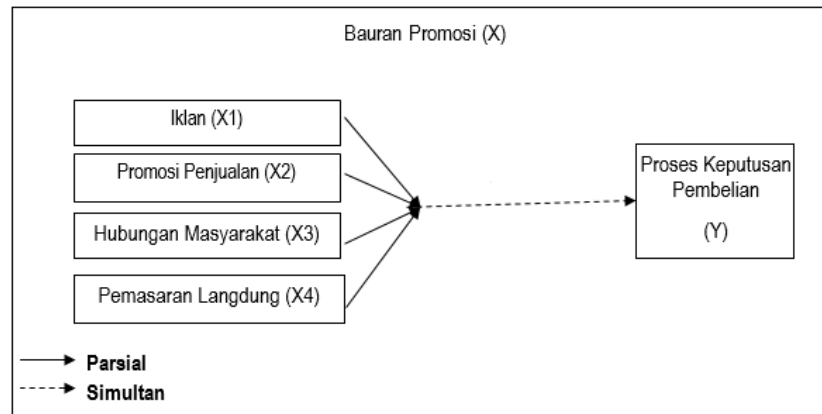 Bauran Promosi (X)
Iklan (X1)
Promosi Penjualan (X2)
Hubungan Masyarakat (X3)
Pemasaran Langdung (X4)
Proses Keputusan
Pembelian
(Y)
Parsial
Simultan